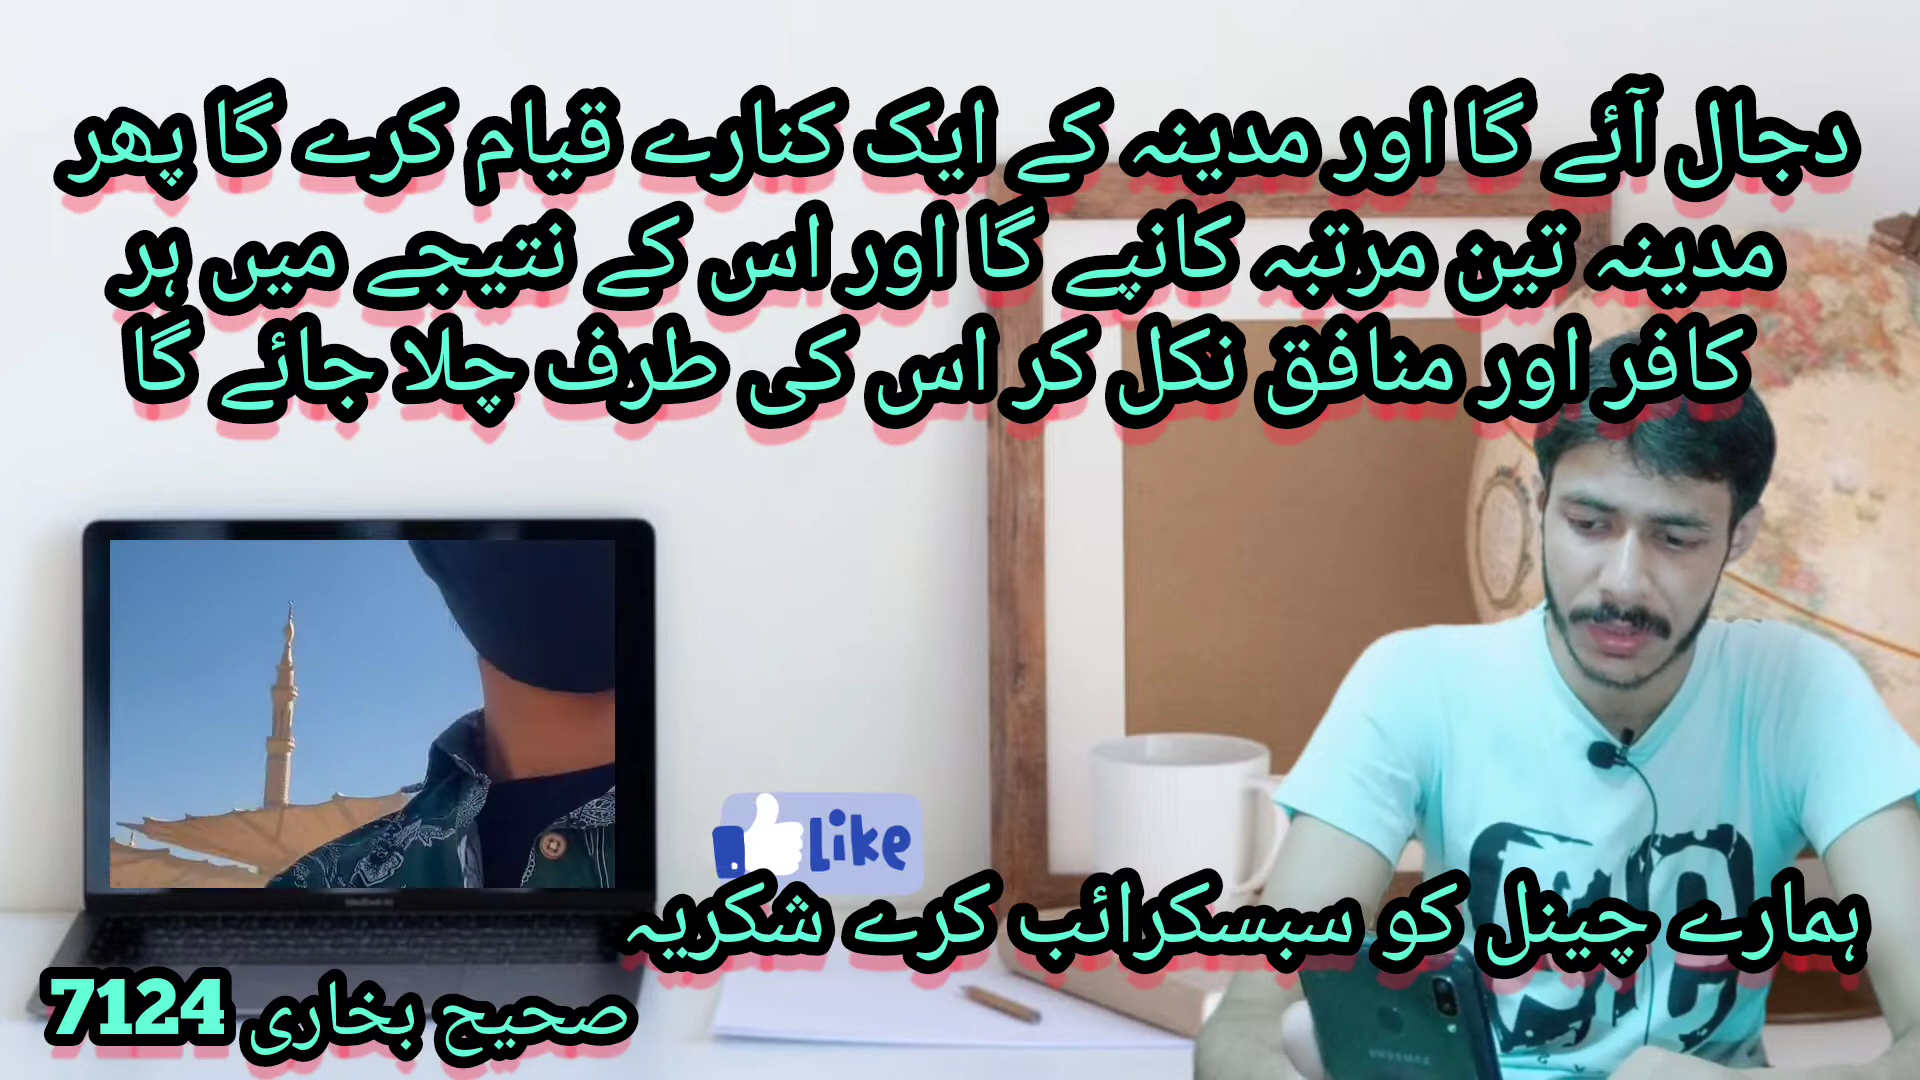 دجال آئے گا اور مدینہ کے ایک کنارے قیام کرے گا پھر
مدینہ تین مرتبہ کانپے گا اور اس کے نتیجے میں ہر
کافر اور منافق نکل کر اس کی طرف چلا جائے گا
Like
ہمارے چینل کو سبسکرائب کرے شکریہ
صحیح بخاری 7124